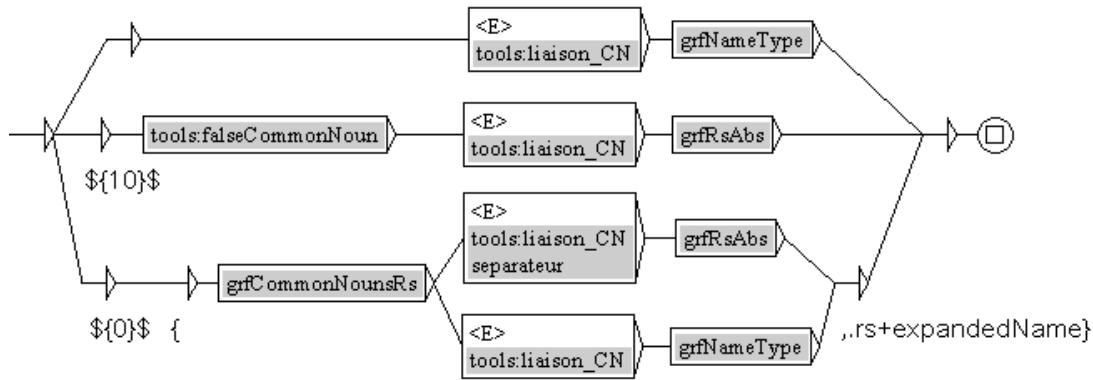 <E>
tools:liaison_CN
grfNameType
tools:falseCommonNoun
<E>
tools:liaison_CN
grfRsAbs
${10}$
<E>
tools:liaison_CN
separateur
grfRsAbs
grfCommonNounsRs
${0}$ {
,.rs+expandedName}
<E>
tools:liaison_CN
grfNameType